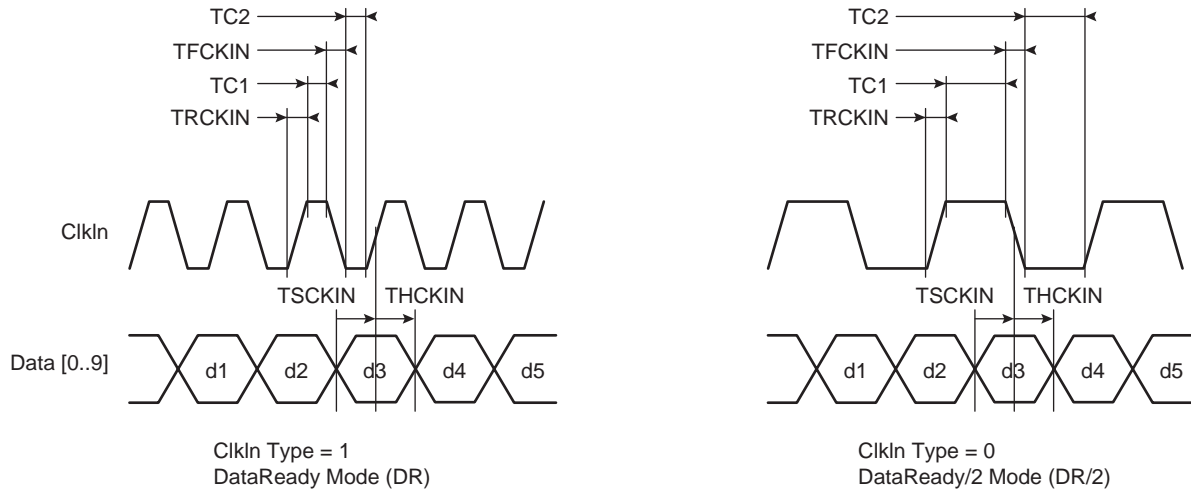 TC2
TFCKIN
TC1
TRCKIN
ClkIn
TSCKIN THCKIN
Data [0..9]
d1 d2 d3 d4 d5
ClkIn Type = 1
DataReady Mode (DR)
TC2
TFCKIN
TC1
TRCKIN
TSCKIN THCKIN
d1 d2 d3 d4 d5
ClkIn Type = 0
DataReady/2 Mode (DR/2)